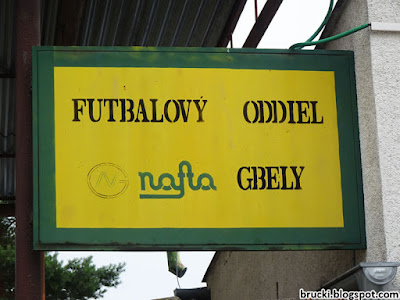 FUTBALOVÝ ODDIEL
nafta GBELY
brucki.blogspot.com